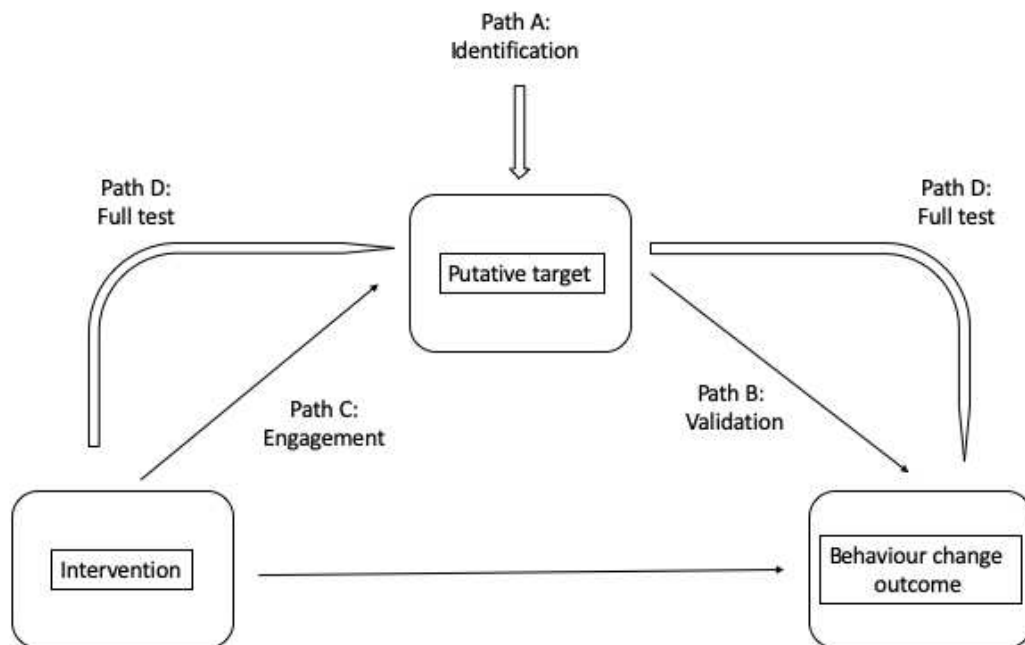 Path A:
Identification
Path D:
Full test
Path D:
Full test
Putative target
Path C:
Engagement
Path B:
Validation
Intervention
Behaviour change
outcome